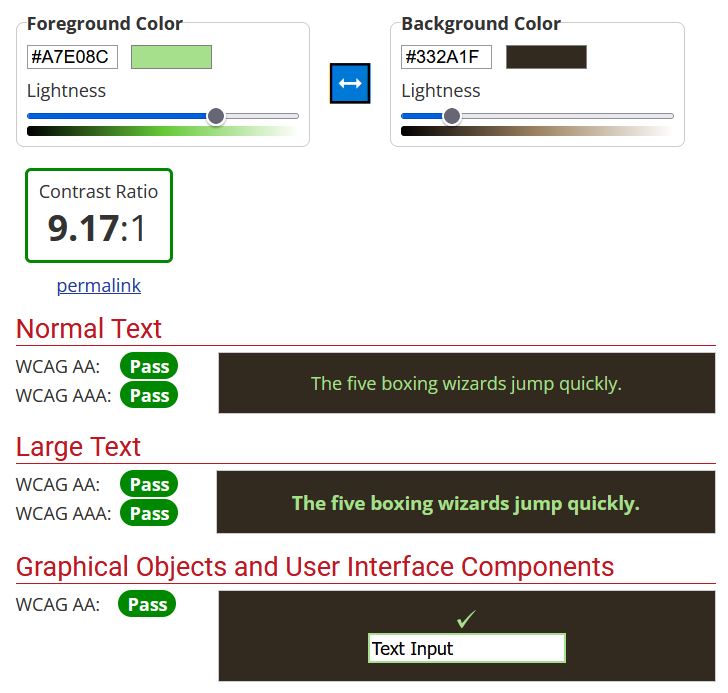 Foreground Color
#A7E08C
Lightness
Background Color
#332A1F
Lightness
Contrast Ratio
9.17:1
permalink
Normal Text
WCAG AA: Pass
WCAG AAA: Pass
The five boxing wizards jump quickly.
Large Text
WCAG AA: Pass
WCAG AAA: Pass
The five boxing wizards jump quickly.
Graphical Objects and User Interface Components
WCAG AA: Pass
Text Input